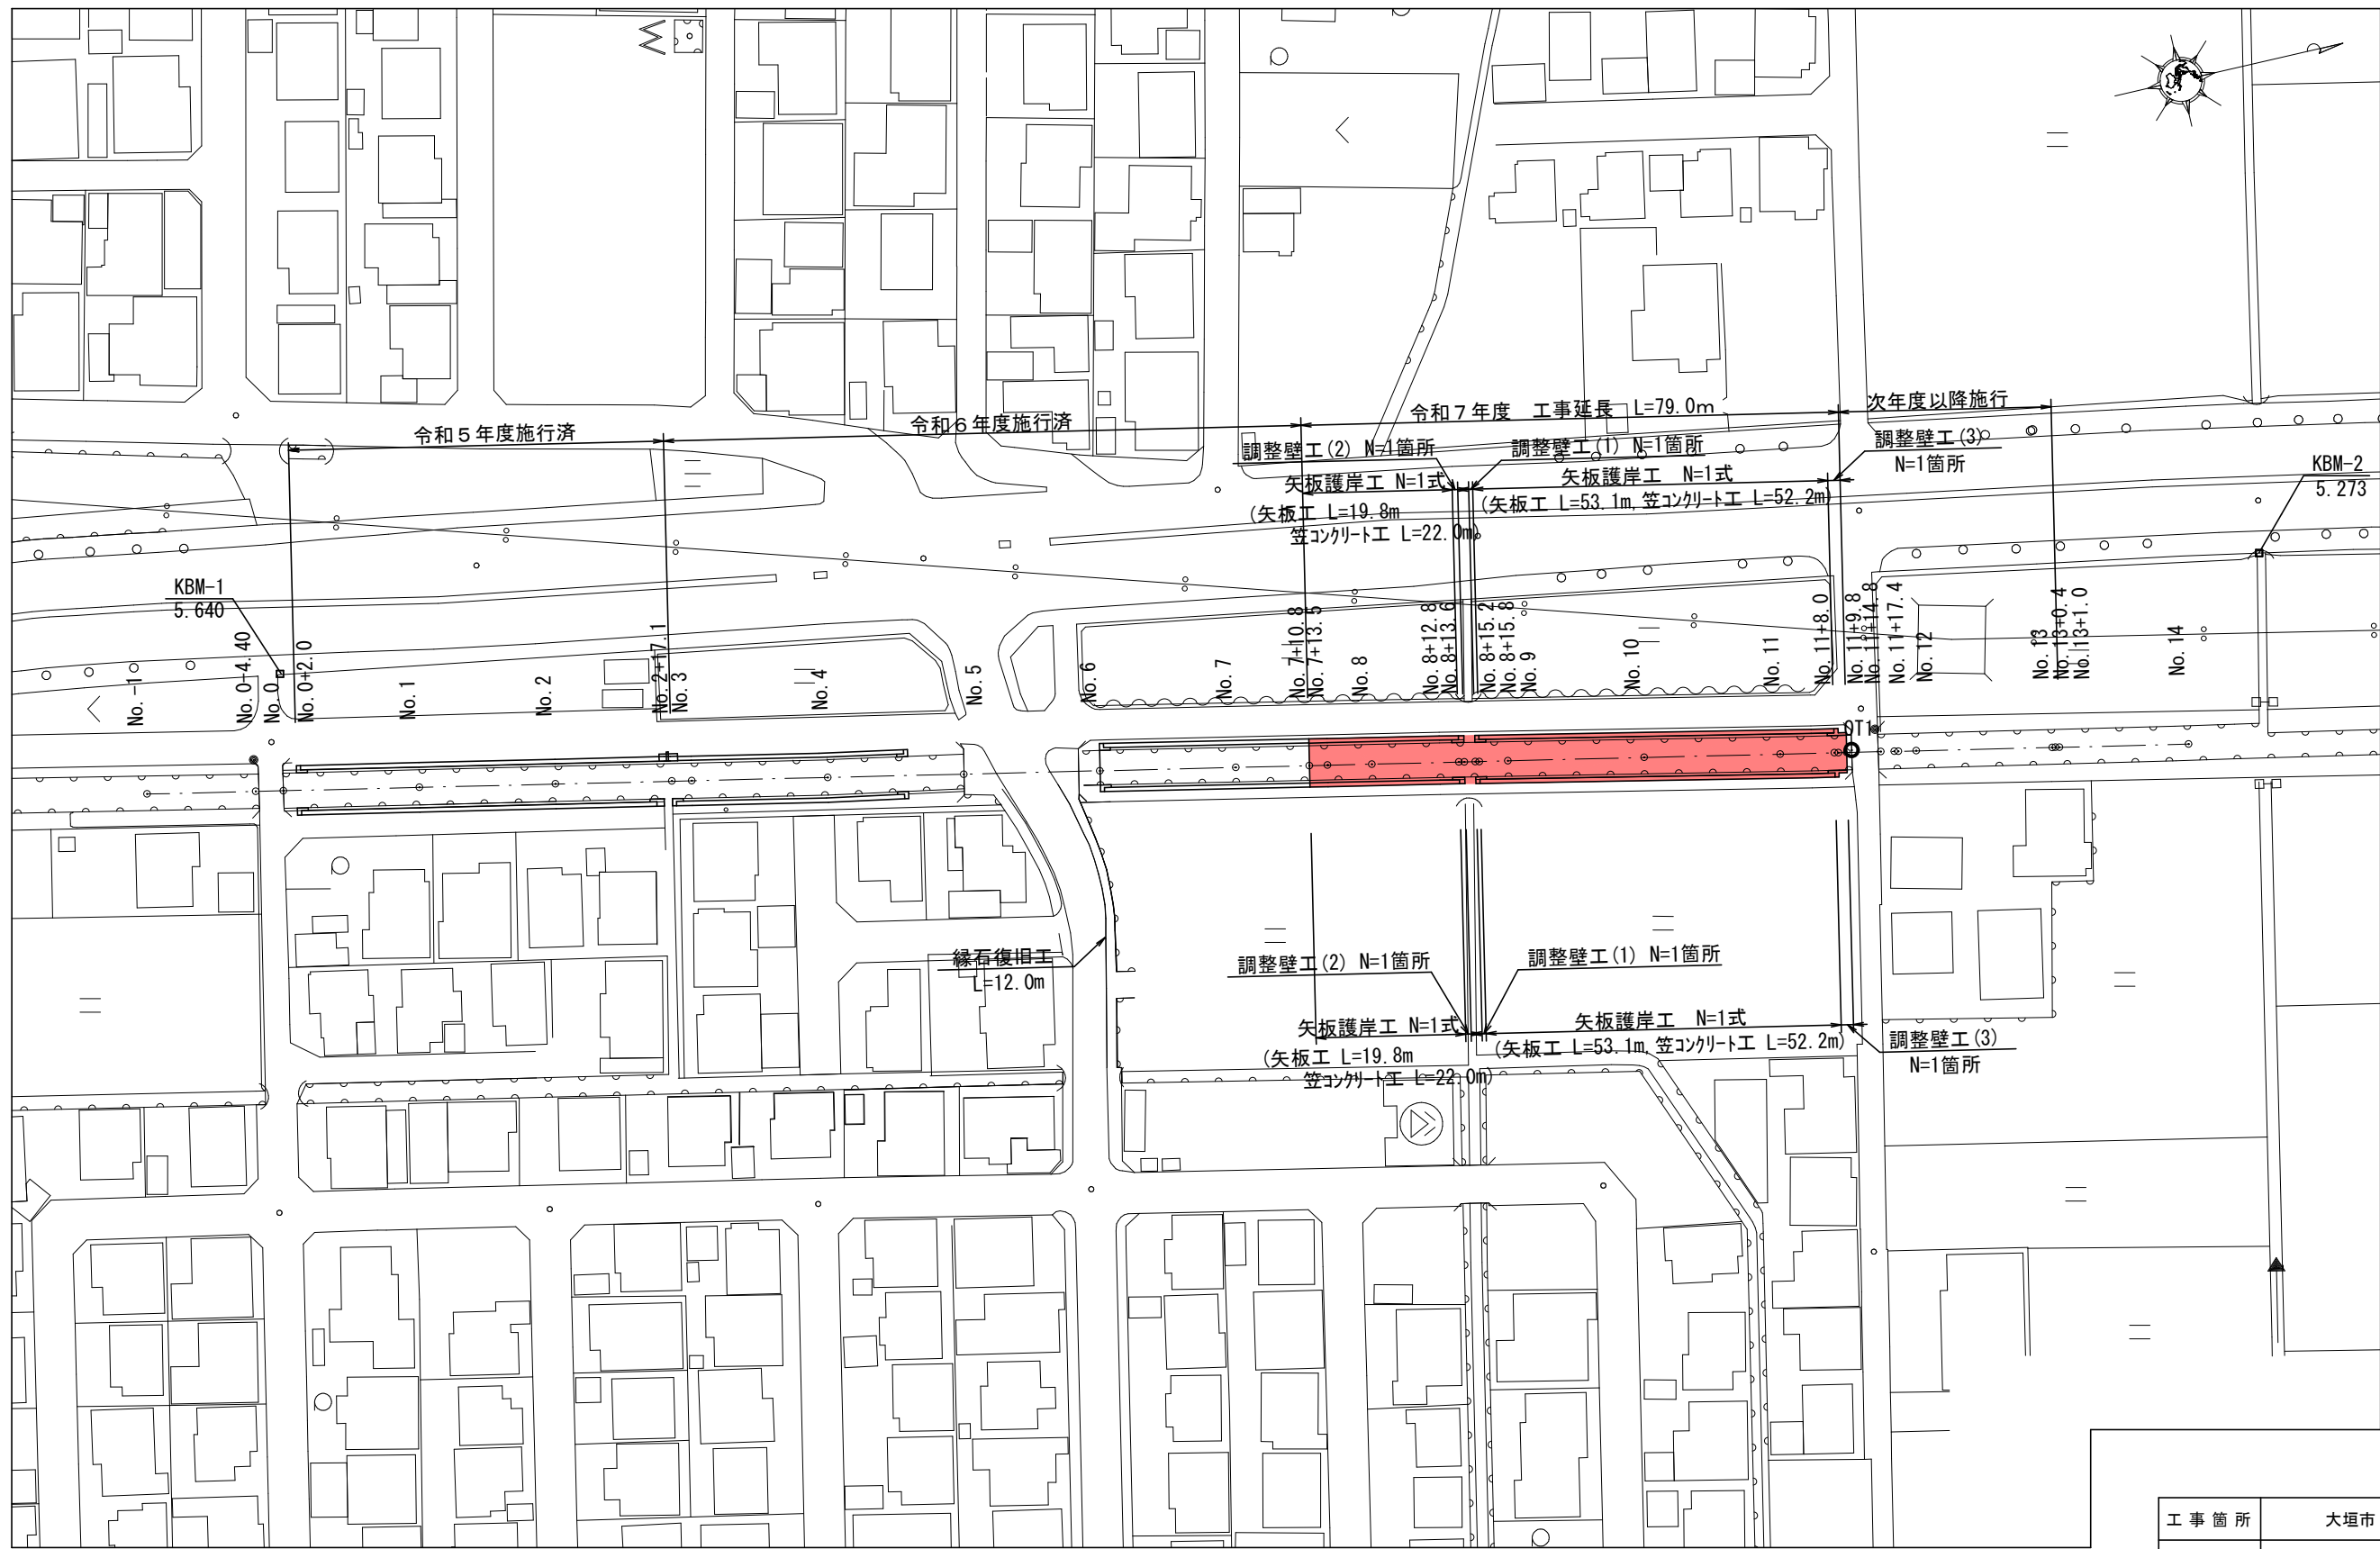 令和５年度施行済
令和６年度施行済
令和７年度　工事延長 L=79.0m
次年度以降施行
調整壁工(2) N=1箇所
調整壁工(1) N=1箇所
調整壁工(3)
N=1箇所
矢板護岸工 N=1式
(矢板工 L=19.8m
笠コンクリート工 L=22.0m)
矢板護岸工　N=1式
(矢板工 L=53.1m, 笠コンクリート工 L=52.2m)
KBM-2
5.273
KBM-1
5.640
No.-1
No.0-4.40
No.0
No.0+2.0
No.1
No.2
No.2+17.1
No.3
No.4
No.5
No.6
No.7
No.7+10.8
No.7+13.5
No.8
No.8+12.8
No.8+13.6
No.8+15.2
No.8+15.8
No.9
No.10
No.11
No.11+8.0
No.11+9.8
No.11+14.8
No.11+17.4
No.12
No.13
No.13+0.4
No.13+1.0
No.14
OT1
縁石復旧工
L=12.0m
調整壁工(2) N=1箇所
調整壁工(1) N=1箇所
矢板護岸工 N=1式
(矢板工 L=19.8m
笠コンクリート工 L=22.0m)
矢板護岸工　N=1式
(矢板工 L=53.1m, 笠コンクリート工 L=52.2m)
調整壁工(3)
N=1箇所
工事箇所　大垣市